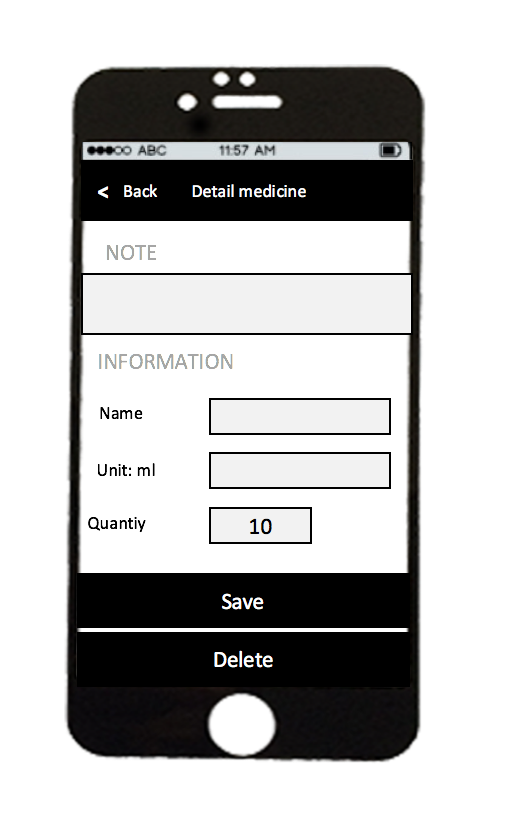 ABC 11:57 AM
< Back Detail medicine
NOTE
INFORMATION
Name
Unit: ml
Quantiy 10
Save
Delete